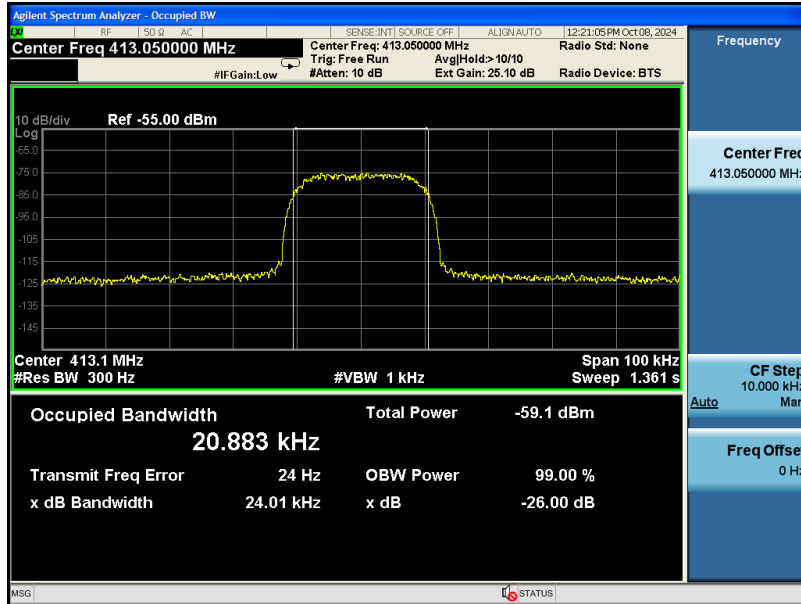 Agilent Spectrum Analyzer - Occupied BW
LXI RF 50 Ω AC SENSE:INT SOURCE OFF ALIGN AUTO 12:21:05 PM Oct 08, 2024
Center Freq 413.050000 MHz
Center Freq: 413.050000 MHz
Radio Std: None
Trig: Free Run Avg|Hold:>10/10
#IFGain:Low
#Atten: 10 dB Ext Gain: 25.10 dB
Radio Device: BTS
10 dB/div Ref -55.00 dBm
Log
-65.0
-75.0
-85.0
-95.0
-105
-115
-125
-135
-145
Center 413.1 MHz Span 100 kHz
#Res BW 300 Hz #VBW 1 kHz Sweep 1.361 s
Occupied Bandwidth Total Power -59.1 dBm
20.883 kHz
Transmit Freq Error 24 Hz OBW Power 99.00 %
x dB Bandwidth 24.01 kHz x dB -26.00 dB
MSG STATUS
Frequency
Center Freq
413.050000 MHz
CF Step
10.000 kHz
Auto Man
Freq Offset
0 Hz